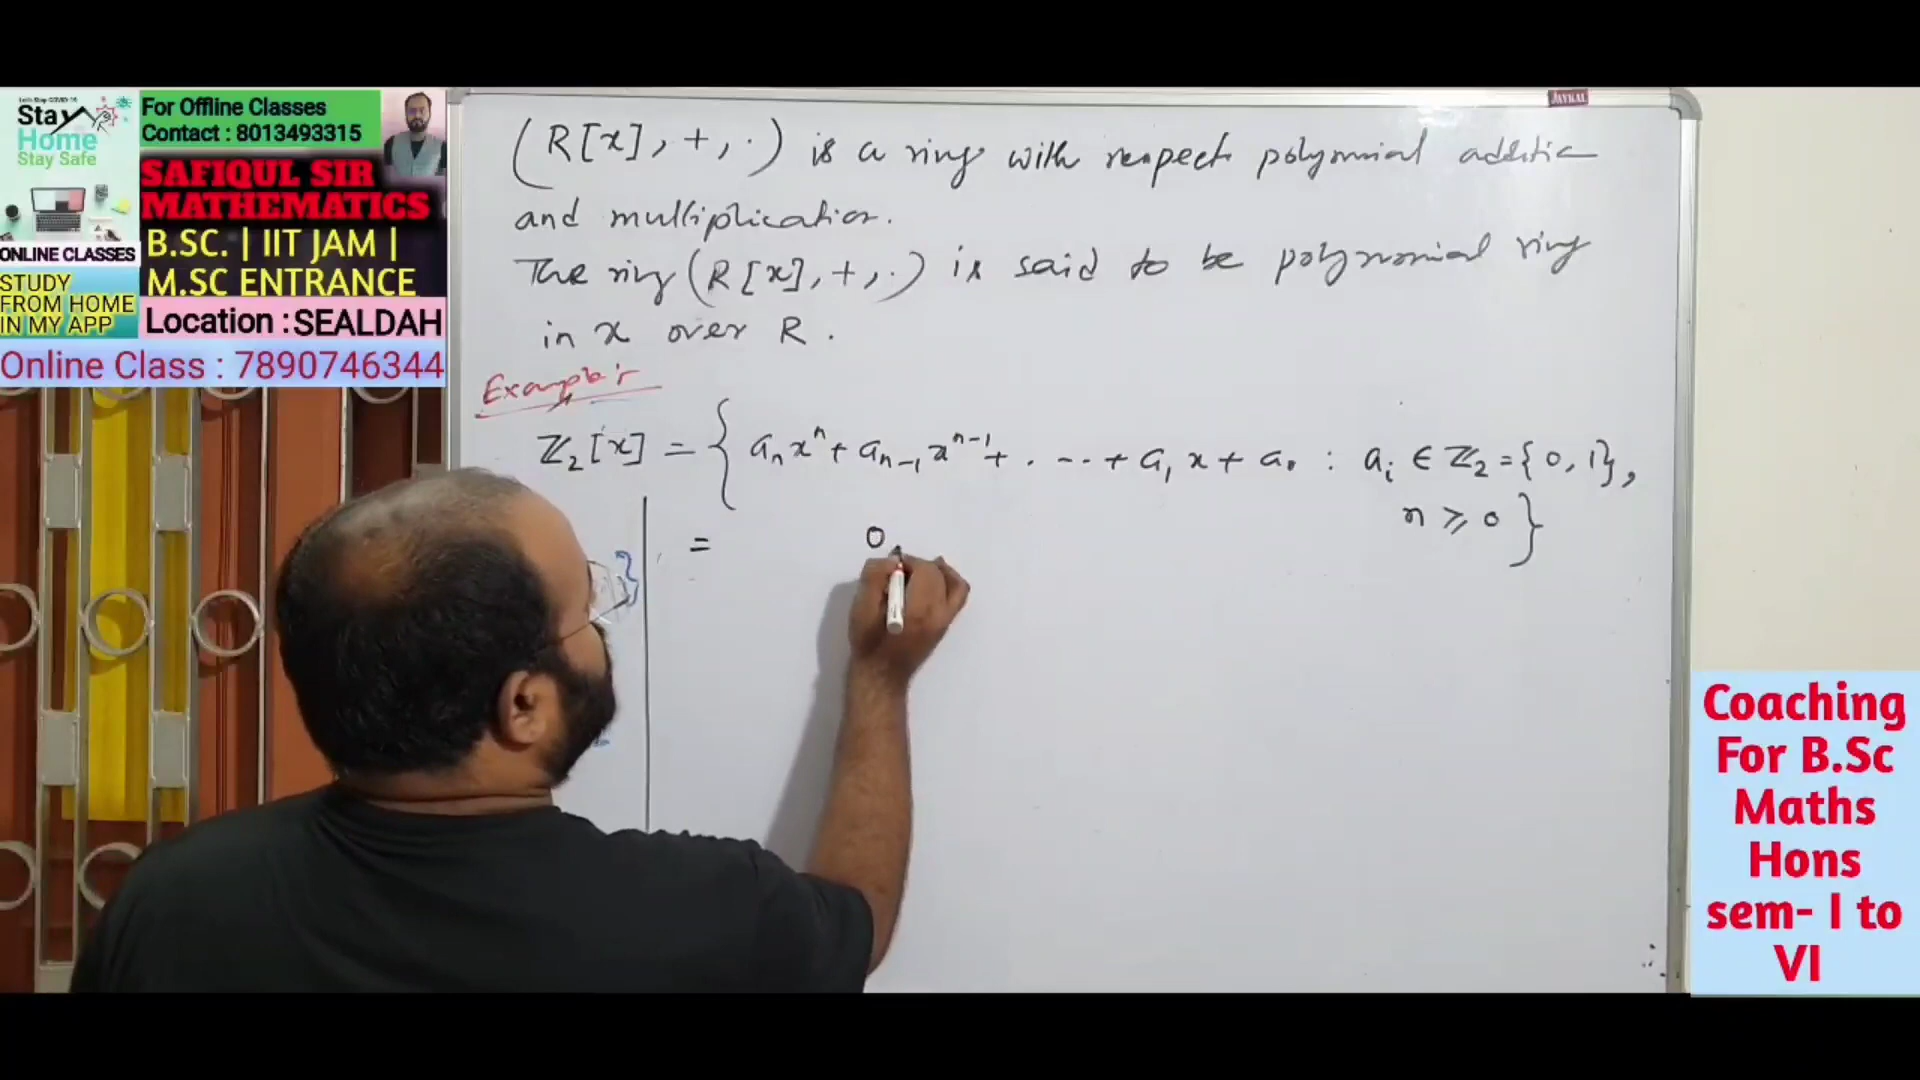 Stay
Home
Stay Safe
ONLINE CLASSES
STUDY
FROM HOME
IN MY APP
For Offline Classes
Contact : 8013493315
SAFIQUL SIR
MATHEMATICS
B.SC. | IIT JAM |
M.SC ENTRANCE
Location : SEALDAH
Online Class : 7890746344
JAYKAL
(R[x], +, ·) is a ring with respect polynomial addition
and multiplication.
The ring (R[x], +, ·) is said to be polynomial ring
in x over R.
Example :-
ℤ₂[x] = { aₙxⁿ + aₙ₋₁xⁿ⁻¹ + . ... + a₁x + a₀ : aᵢ ∈ ℤ₂ = {0, 1},
n ⩾ 0 }
= 0,
Coaching
For B.Sc
Maths
Hons
sem- I to
VI